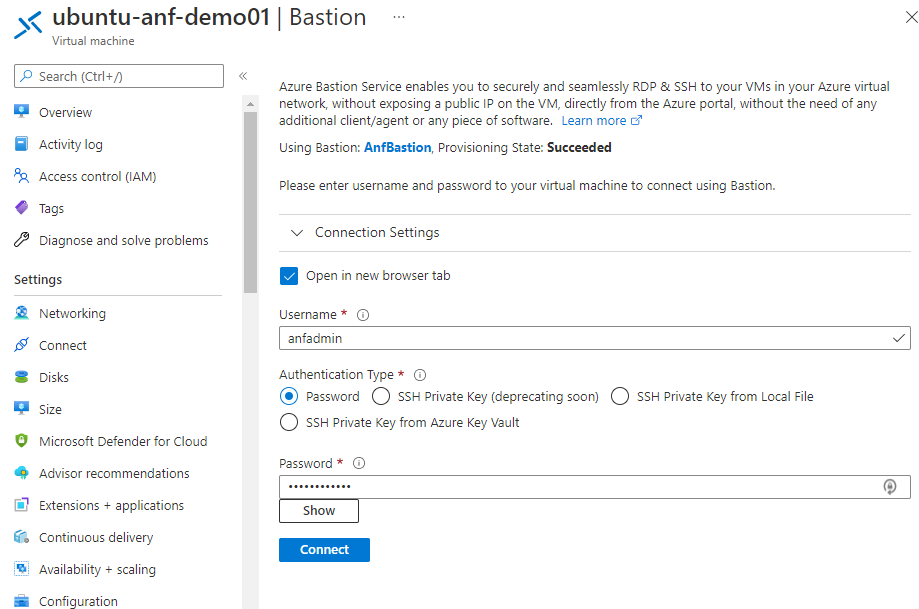 ubuntu-anf-demo01 | Bastion ...
Virtual machine
Search (Ctrl+/)
«
Overview
Activity log
Access control (IAM)
Tags
Diagnose and solve problems
Settings
Networking
Connect
Disks
Size
Microsoft Defender for Cloud
Advisor recommendations
Extensions + applications
Continuous delivery
Availability + scaling
Configuration
Azure Bastion Service enables you to securely and seamlessly RDP & SSH to your VMs in your Azure virtual
network, without exposing a public IP on the VM, directly from the Azure portal, without the need of any
additional client/agent or any piece of software. Learn more
Using Bastion: AnfBastion, Provisioning State: Succeeded
Please enter username and password to your virtual machine to connect using Bastion.
Connection Settings
Open in new browser tab
Username *
anfadmin
Authentication Type *
Password SSH Private Key (deprecating soon) SSH Private Key from Local File
SSH Private Key from Azure Key Vault
Password *
••••••••••••
Show
Connect